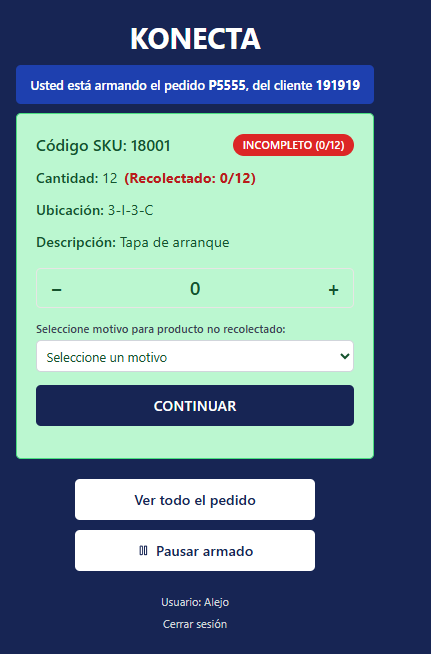 KONECTA
Usted está armando el pedido P5555, del cliente 191919
Código SKU: 18001
INCOMPLETO (0/12)
Cantidad: 12 (Recolectado: 0/12)
Ubicación: 3-I-3-C
Descripción: Tapa de arranque
− 0 +
Seleccione motivo para producto no recolectado:
Seleccione un motivo
CONTINUAR
Ver todo el pedido
Pausar armado
Usuario: Alejo
Cerrar sesión